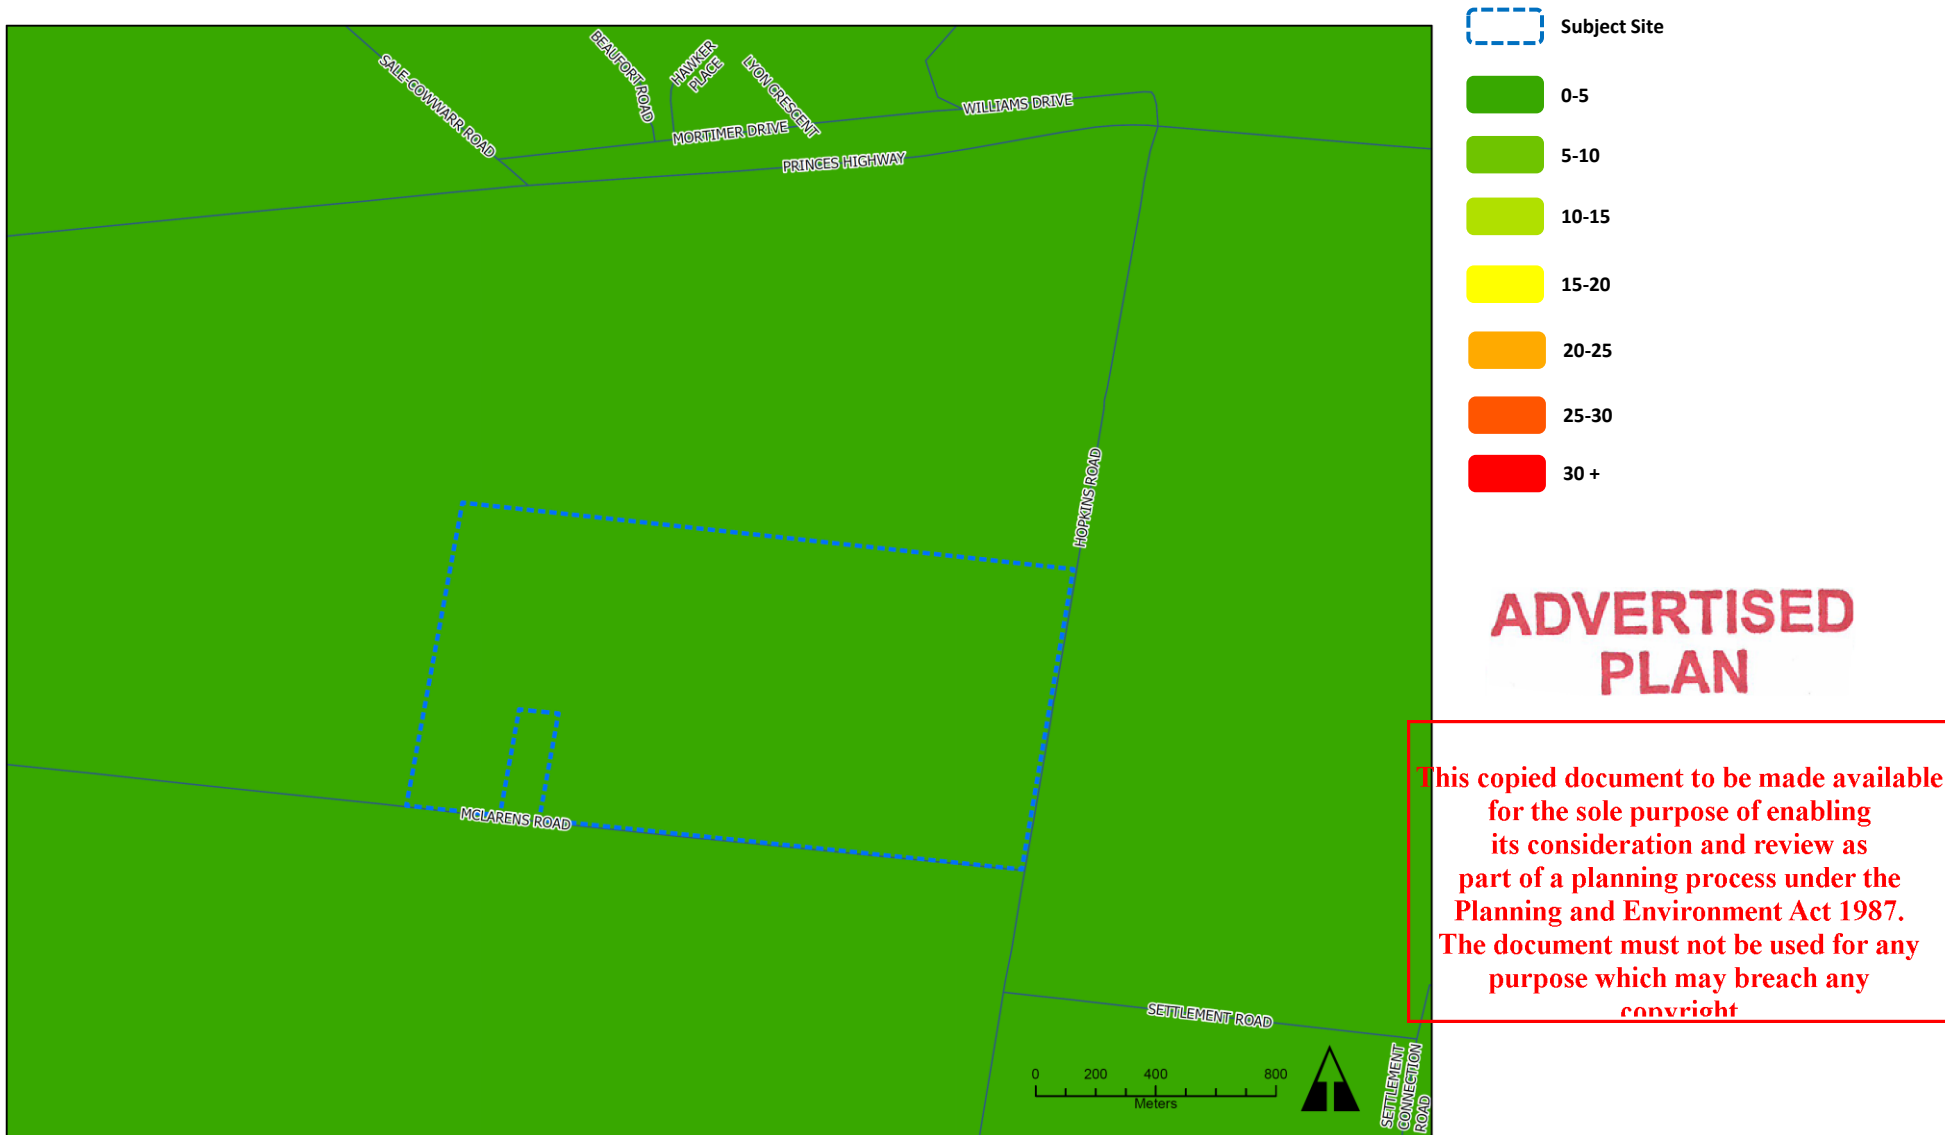 SALE-COWWARR ROAD
BEAUFORT ROAD
HAWKER
PLACE
LYON CRESCENT
WILLIAMS DRIVE
MORTIMER DRIVE
PRINCES HIGHWAY
HOPKINS ROAD
MCLARENS ROAD
SETTLEMENT ROAD
SETTLEMENT
CONNECTION
ROAD
0 200 400 800
Meters
Subject Site
0-5
5-10
10-15
15-20
20-25
25-30
30 +
ADVERTISED
PLAN
This copied document to be made available
for the sole purpose of enabling
its consideration and review as
part of a planning process under the
Planning and Environment Act 1987.
The document must not be used for any
purpose which may breach any
copyright